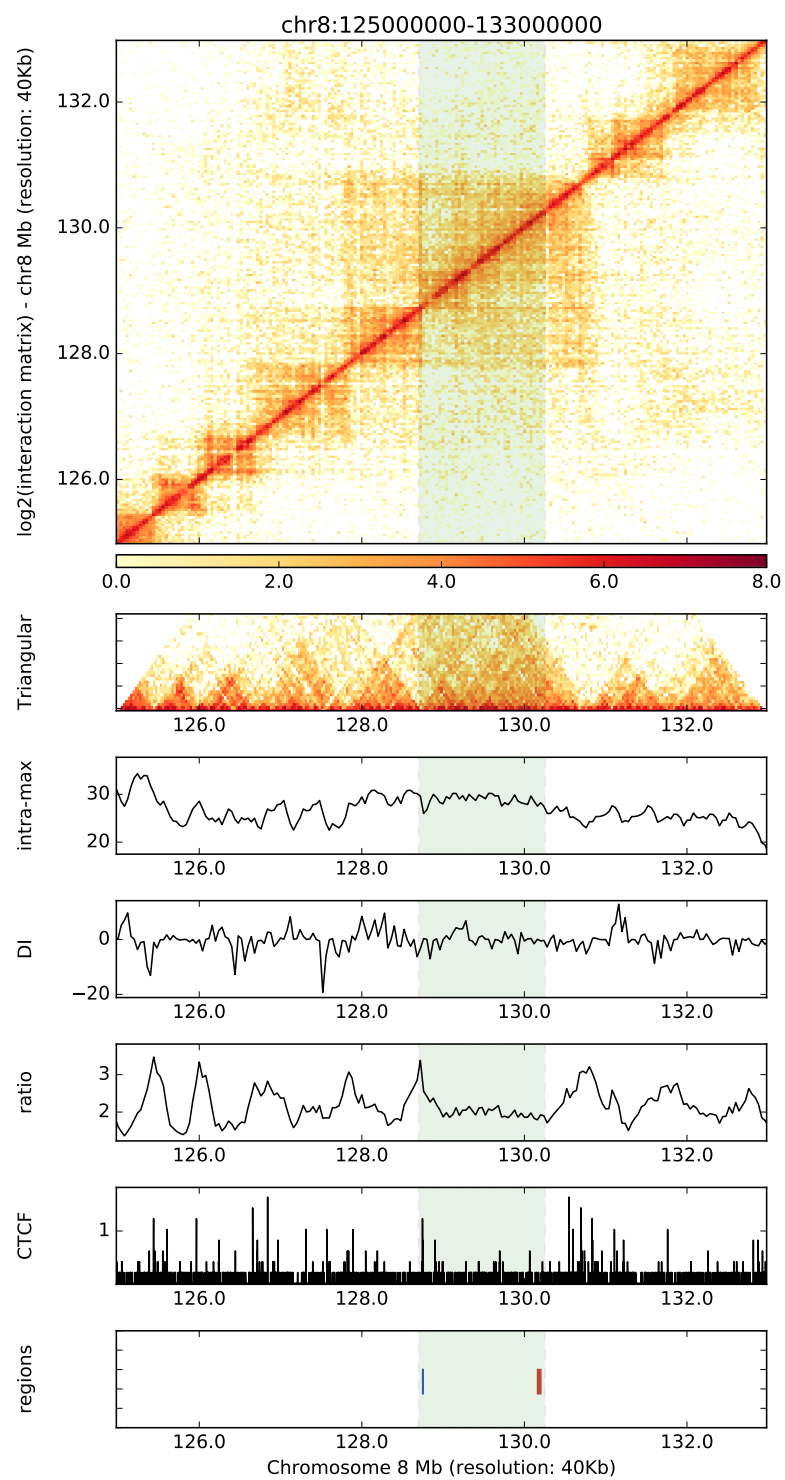 chr8:125000000-133000000
log2(interaction matrix) - chr8 Mb (resolution: 40Kb)
132.0
130.0
128.0
126.0
0.0 2.0 4.0 6.0 8.0
Triangular
126.0 128.0 130.0 132.0
intra-max
30
20
126.0 128.0 130.0 132.0
DI
0
−20
126.0 128.0 130.0 132.0
ratio
3
2
126.0 128.0 130.0 132.0
CTCF
1
126.0 128.0 130.0 132.0
regions
126.0 128.0 130.0 132.0
Chromosome 8 Mb (resolution: 40Kb)